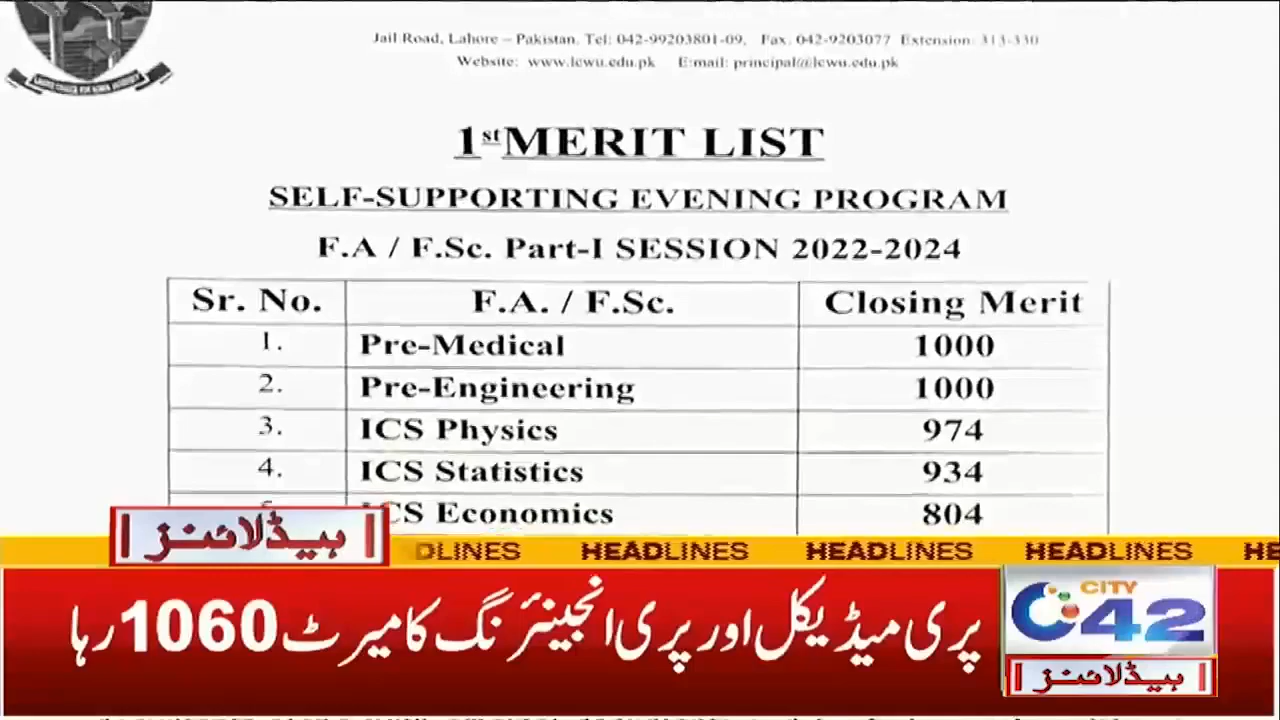 Jail Road, Lahore – Pakistan. Tel: 042-99203801-09, Fax. 042-9203077 Extension: 313-330
Website: www.lcwu.edu.pk E:mail: principal@lcwu.edu.pk
1st MERIT LIST
SELF-SUPPORTING EVENING PROGRAM
F.A / F.Sc. Part-I SESSION 2022-2024
Sr. No. F.A. / F.Sc. Closing Merit
1. Pre-Medical 1000
2. Pre-Engineering 1000
3. ICS Physics 974
4. ICS Statistics 934
CS Economics 804
ہیڈلائنز
DLINES HEADLINES HEADLINES HEADLINES HE
پری میڈیکل اور پری انجینئرنگ کا میرٹ 1060 رہا
CITY
42
ہیڈلائنز